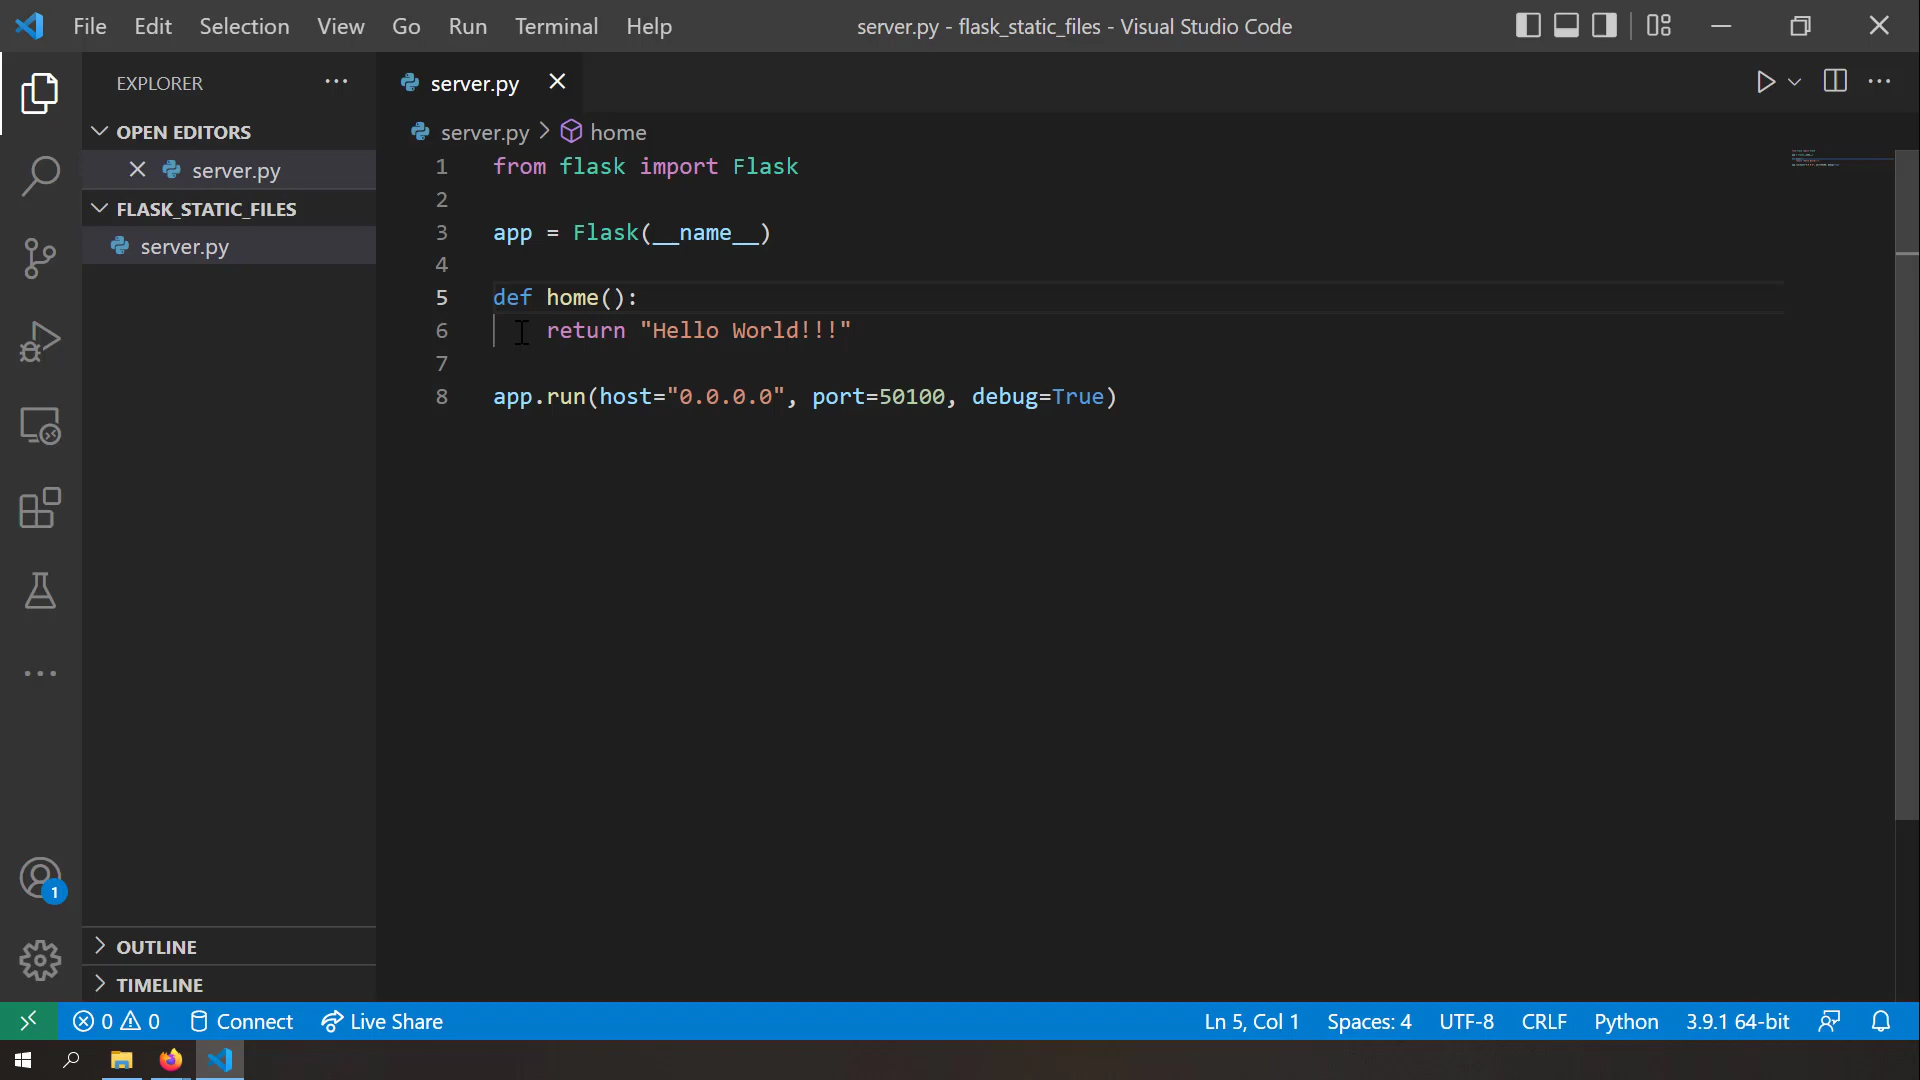 File Edit Selection View Go Run Terminal Help server.py - flask_static_files - Visual Studio Code
EXPLORER
OPEN EDITORS
server.py
FLASK_STATIC_FILES
server.py
server.py
server.py > home
1 from flask import Flask
2
3 app = Flask(__name__)
4
5 def home():
6 return "Hello World!!!"
7
8 app.run(host="0.0.0.0", port=50100, debug=True)
1
OUTLINE
TIMELINE
0 0 Connect Live Share Ln 5, Col 1 Spaces: 4 UTF-8 CRLF Python 3.9.1 64-bit